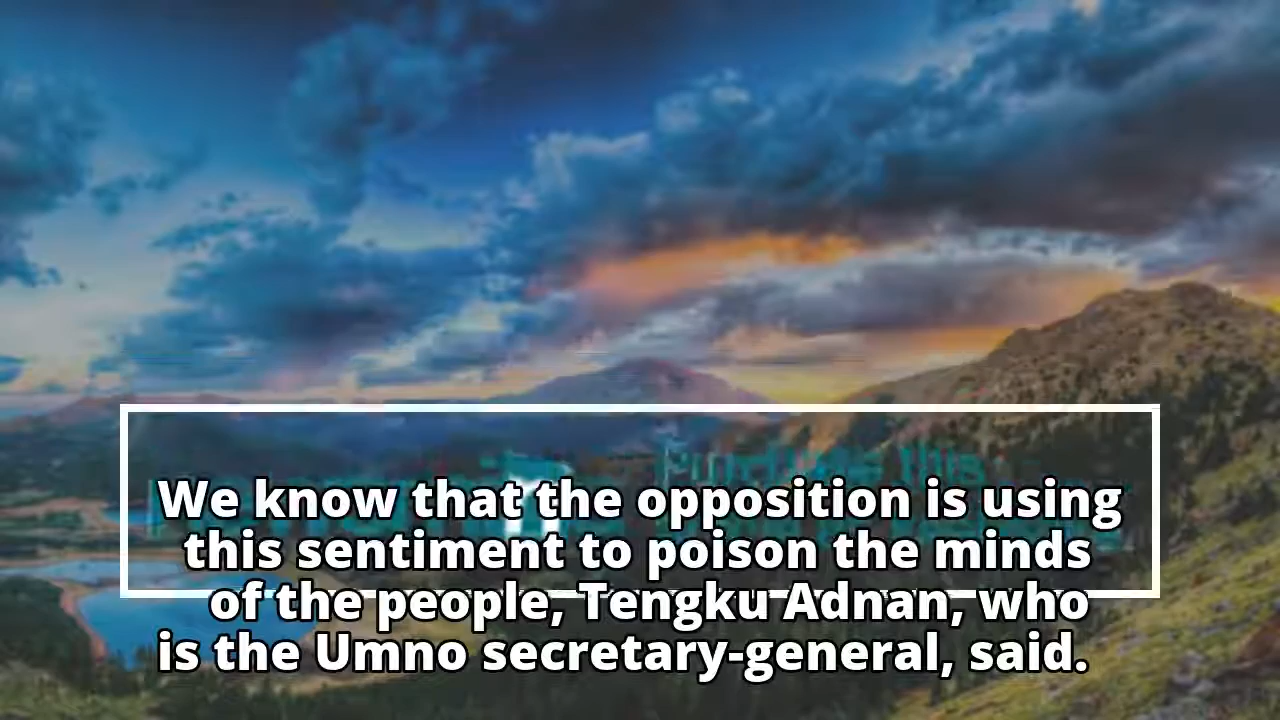 We know that the opposition is using
this sentiment to poison the minds
of the people, Tengku Adnan, who
is the Umno secretary-general, said.